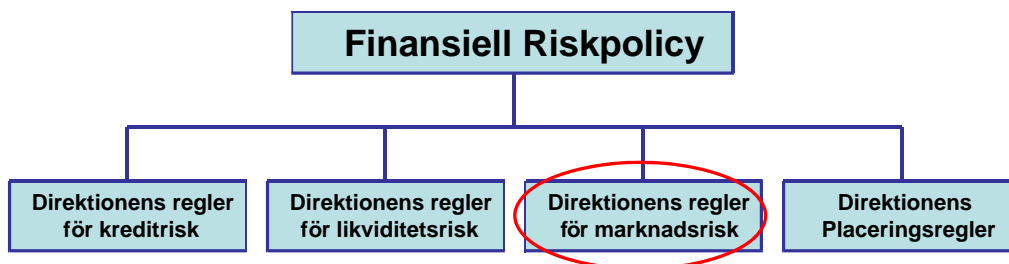 Finansiell Riskpolicy
Direktionens regler
för kreditrisk
Direktionens regler
för likviditetsrisk
Direktionens regler
för marknadsrisk
Direktionens
Placeringsregler